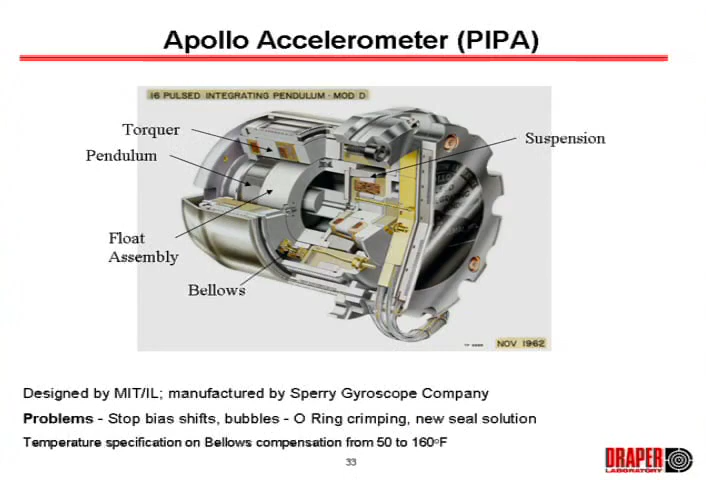 Apollo Accelerometer (PIPA)
16 PULSED INTEGRATING PENDULUM - MOD D
Torquer
Suspension
Pendulum
Float
Assembly
Bellows
NOV 1962
Designed by MIT/IL; manufactured by Sperry Gyroscope Company
Problems - Stop bias shifts, bubbles - O Ring crimping, new seal solution
Temperature specification on Bellows compensation from 50 to 160°F
33
DRAPER
LABORATORY